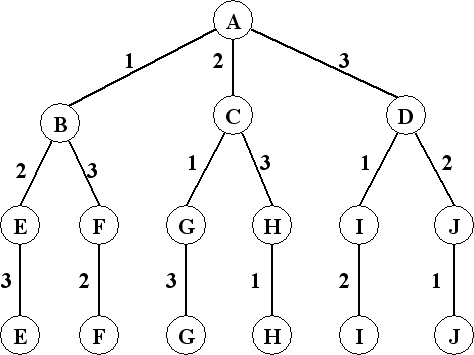 A
1 2 3
B C D
2 3 1 3 1 2
E F G H I J
3 2 3 1 2 1
E F G H I J